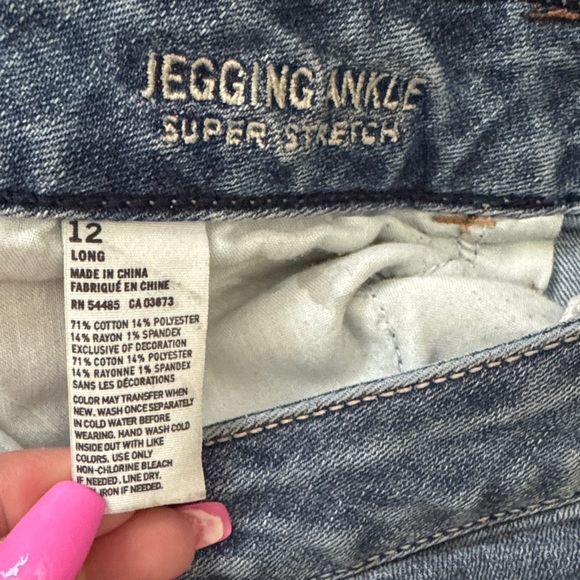 JEGGING ANKLE
SUPER STRETCH
12
LONG
MADE IN CHINA
FABRIQUÉ EN CHINE
RN 54485 CA 03673
71% COTTON 14% POLYESTER
14% RAYON 1% SPANDEX
EXCLUSIVE OF DECORATION
71% COTON 14% POLYESTER
14% RAYONNE 1% SPANDEX
SANS LES DÉCORATIONS
COLOR MAY TRANSFER WHEN
NEW. WASH ONCE SEPARATELY
IN COLD WATER BEFORE
WEARING. HAND WASH COLD
INSIDE OUT WITH LIKE
COLORS. USE ONLY
NON-CHLORINE BLEACH
IF NEEDED. LINE DRY.
IRON IF NEEDED.